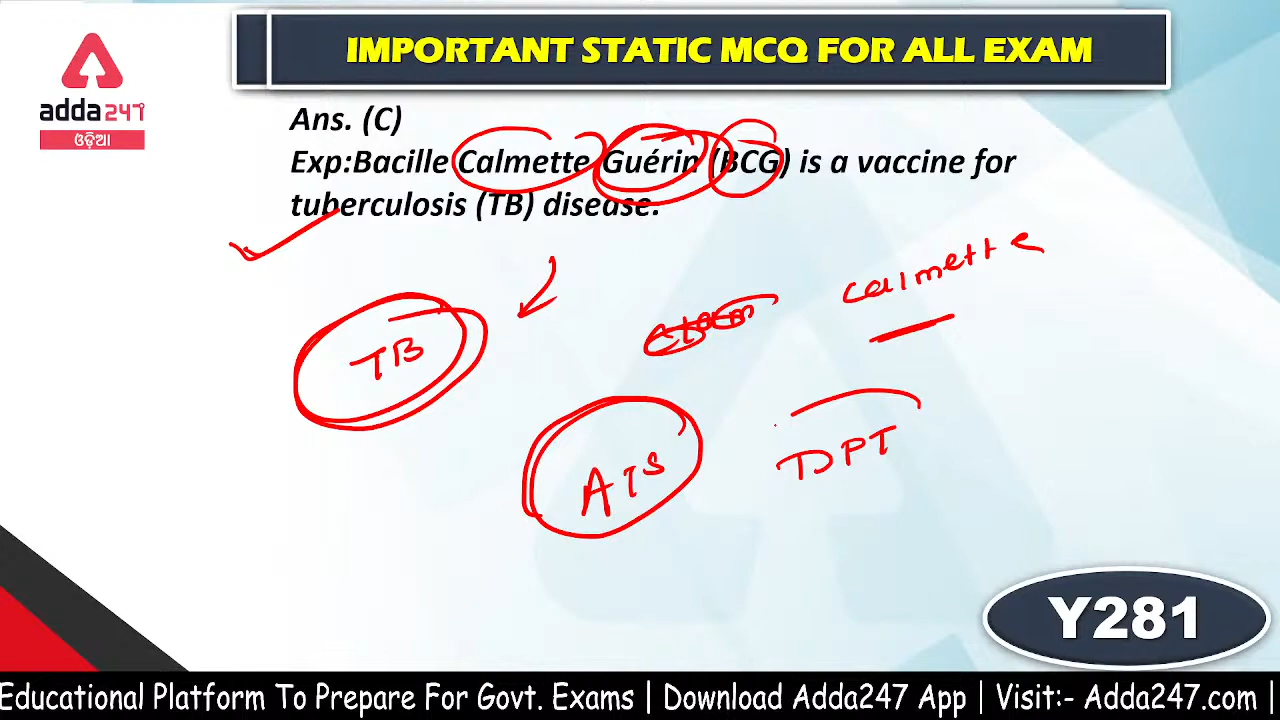 IMPORTANT STATIC MCQ FOR ALL EXAM
adda247
ଓଡ଼ିଆ
Ans. (C)
Exp:Bacille Calmette Guérin (BCG) is a vaccine for
tuberculosis (TB) disease.
calmette
TB
DPT
ATS
Y281
Educational Platform To Prepare For Govt. Exams | Download Adda247 App | Visit:- Adda247.com |